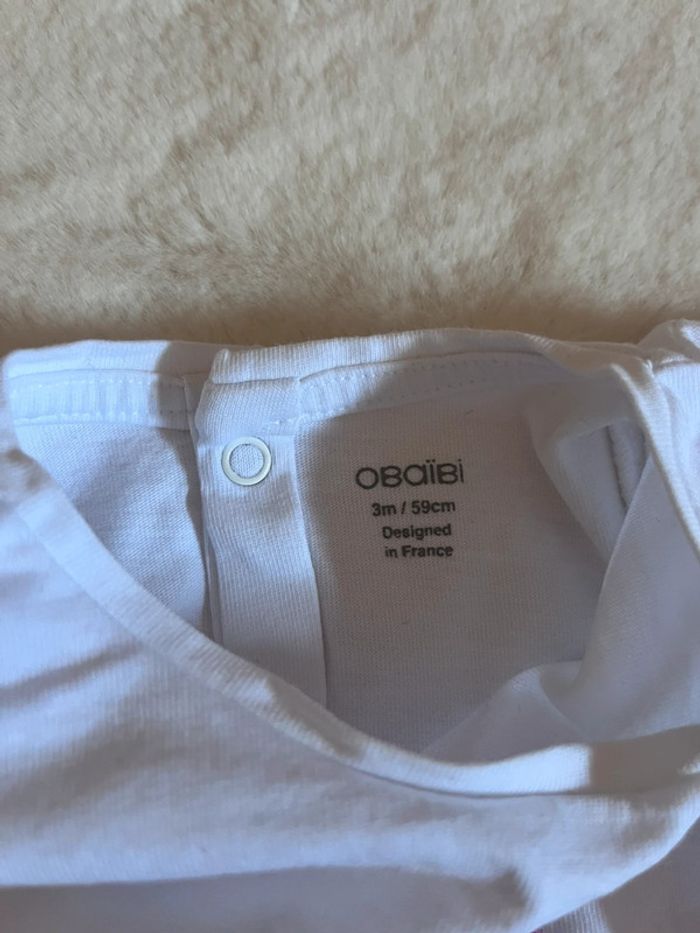 OBaïBi
3m / 59cm
Designed
in France